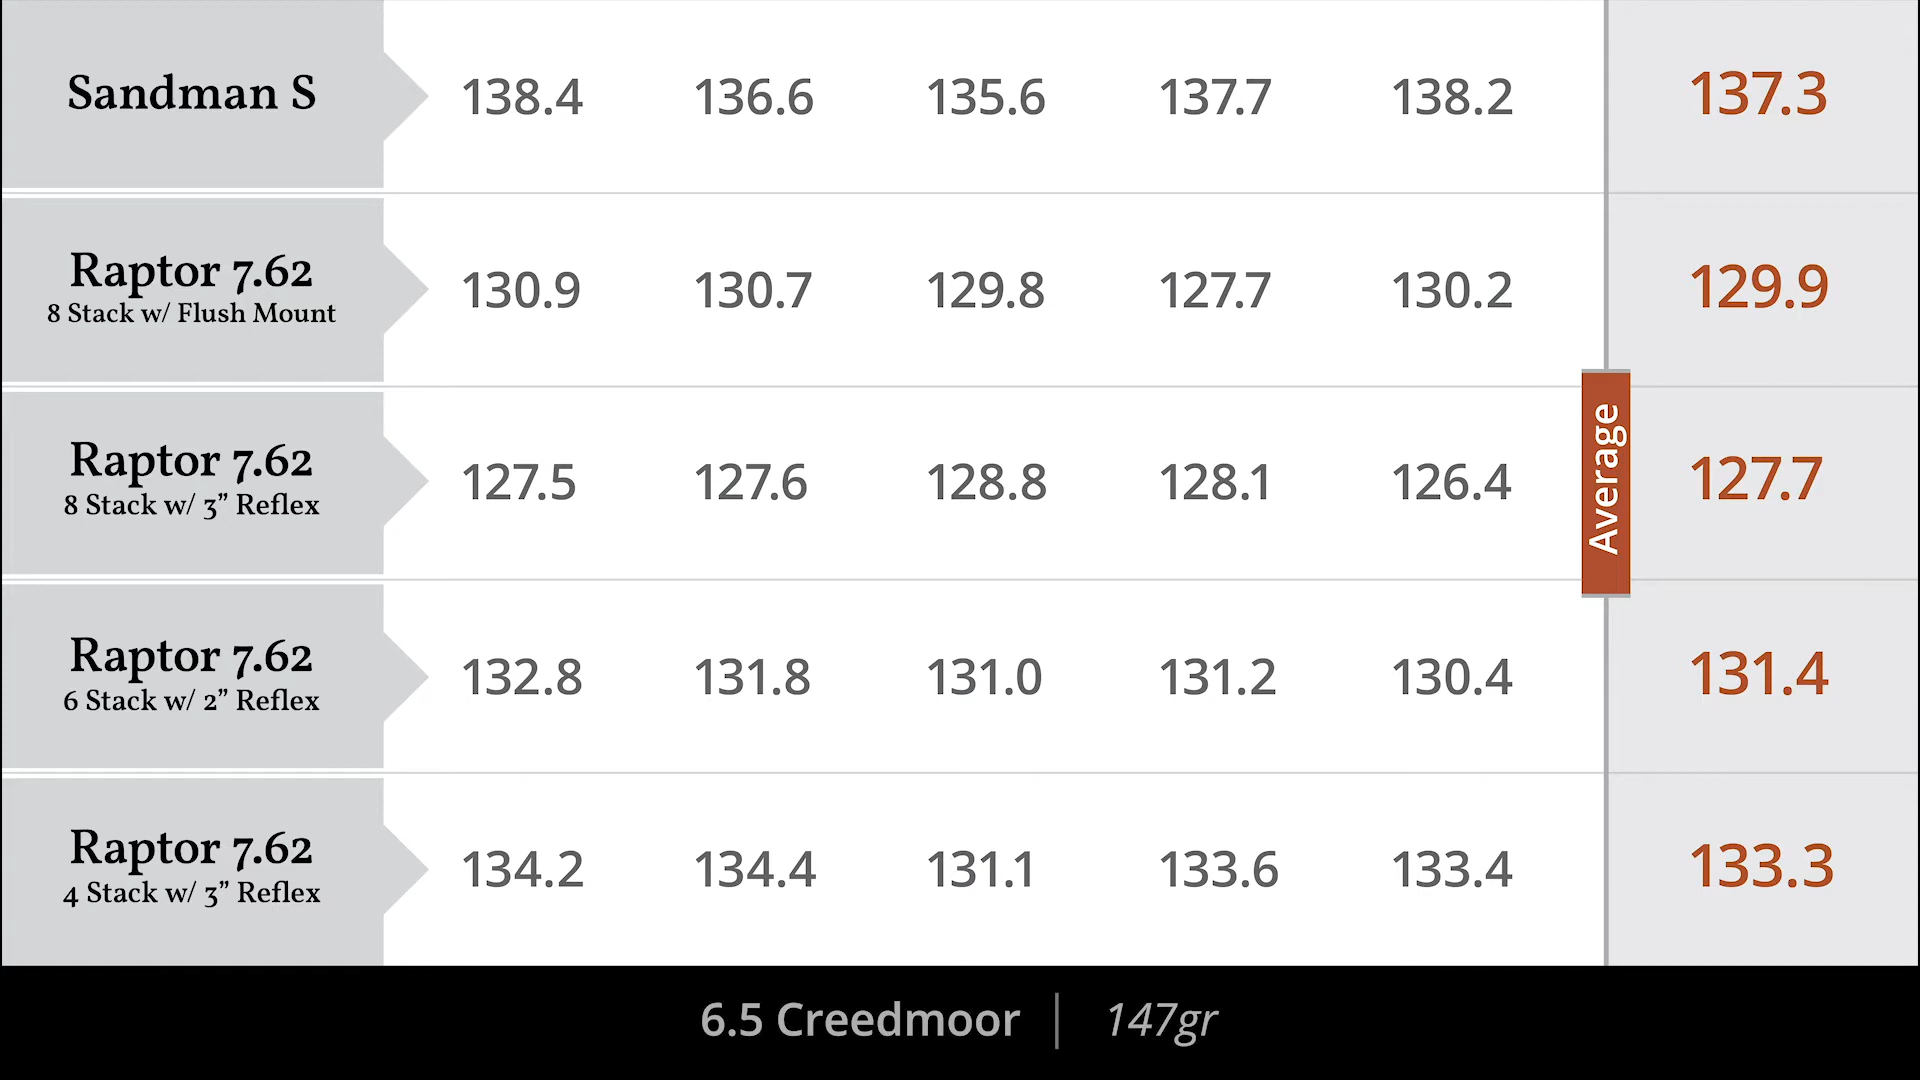 Sandman S 138.4 136.6 135.6 137.7 138.2 137.3
Raptor 7.62 130.9 130.7 129.8 127.7 130.2 129.9
8 Stack w/ Flush Mount
Raptor 7.62 127.5 127.6 128.8 128.1 126.4 127.7
8 Stack w/ 3” Reflex
Average
Raptor 7.62 132.8 131.8 131.0 131.2 130.4 131.4
6 Stack w/ 2” Reflex
Raptor 7.62 134.2 134.4 131.1 133.6 133.4 133.3
4 Stack w/ 3” Reflex
6.5 Creedmoor | 147gr